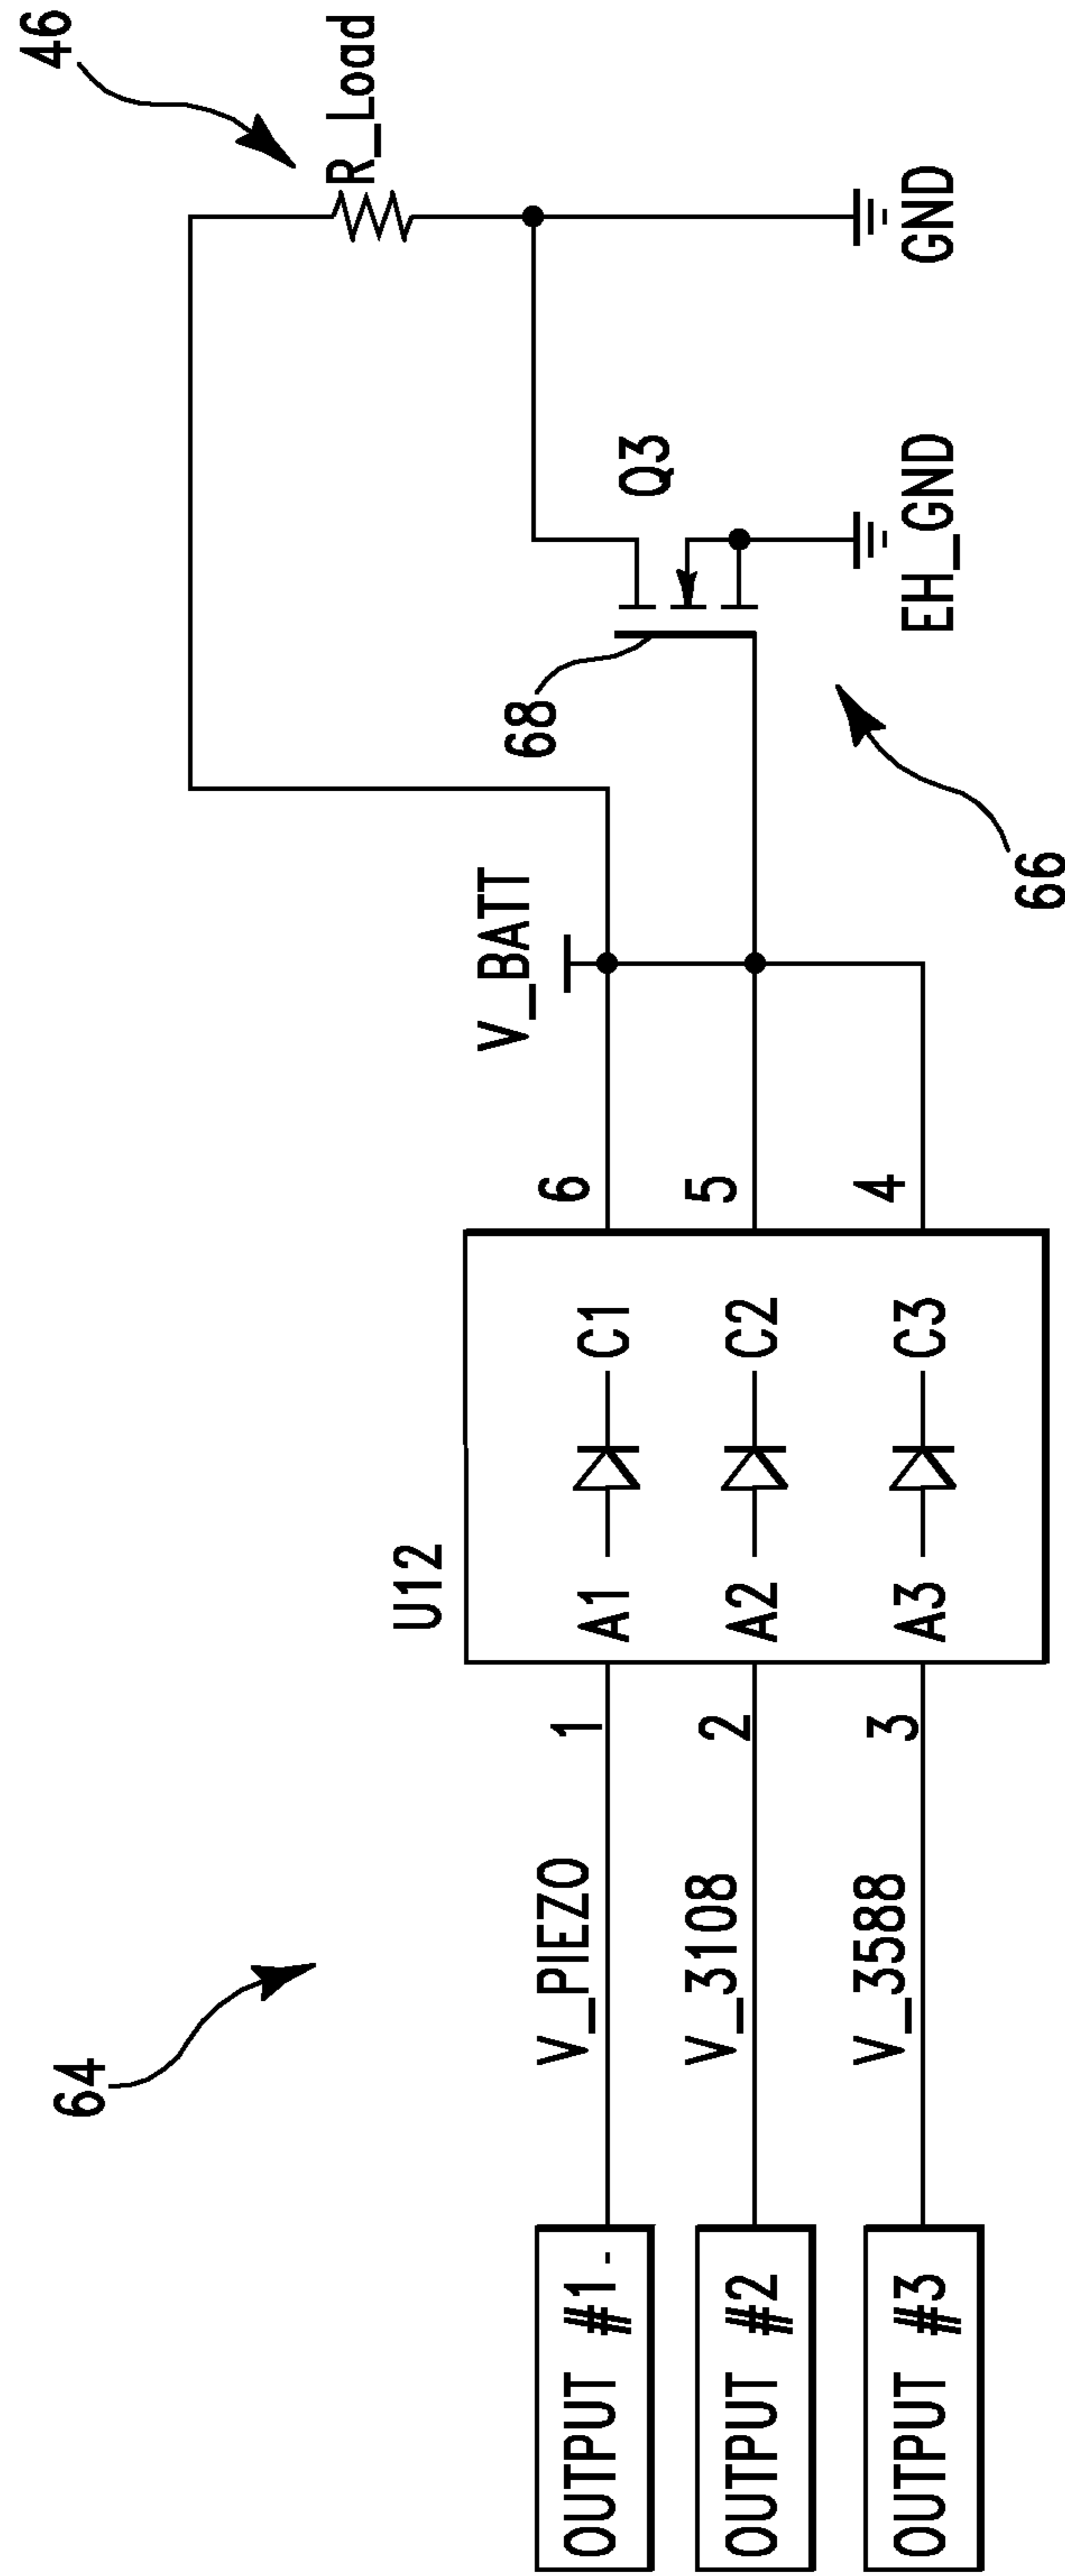 46
R_Load
64
V_BATT
U12
68
Q3
OUTPUT #1
V_PIEZO
1
A1
C1
6
OUTPUT #2
V_3108
2
A2
C2
5
OUTPUT #3
V_3588
3
A3
C3
4
EH_GND
GND
66